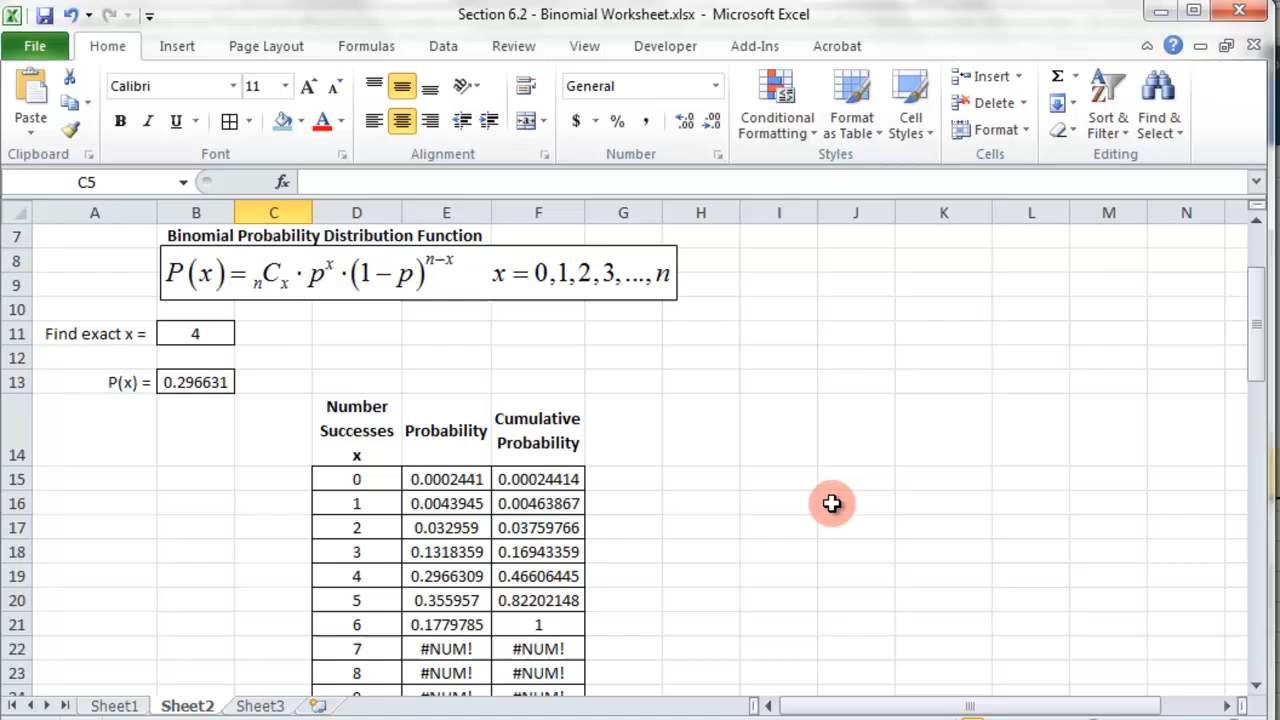 Section 6.2 - Binomial Worksheet.xlsx - Microsoft Excel
File Home Insert Page Layout Formulas Data Review View Developer Add-Ins Acrobat
Paste
Calibri 11
B I U A
General
$ % ,
Conditional Formatting
Format as Table
Cell Styles
Insert
Delete
Format
Σ
Sort & Filter
Find & Select
Clipboard Font Alignment Number Styles Cells Editing
C5 fx
A B C D E F G H I J K L M N
7 Binomial Probability Distribution Function
8
9
P(x) = nCx · p^x · (1 − p)^(n−x) x = 0,1,2,3,...,n
10
11 Find exact x = 4
12
13 P(x) = 0.296631
14 Number Successes x Probability Cumulative Probability
15 0 0.0002441 0.00024414
16 1 0.0043945 0.00463867
17 2 0.032959 0.03759766
18 3 0.1318359 0.16943359
19 4 0.2966309 0.46606445
20 5 0.355957 0.82202148
21 6 0.1779785 1
22 7 #NUM! #NUM!
23 8 #NUM! #NUM!
Sheet1 Sheet2 Sheet3